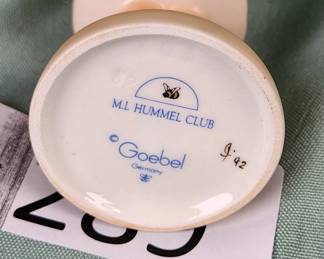 M.I. HUMMEL CLUB
© Goebel
Germany
'92